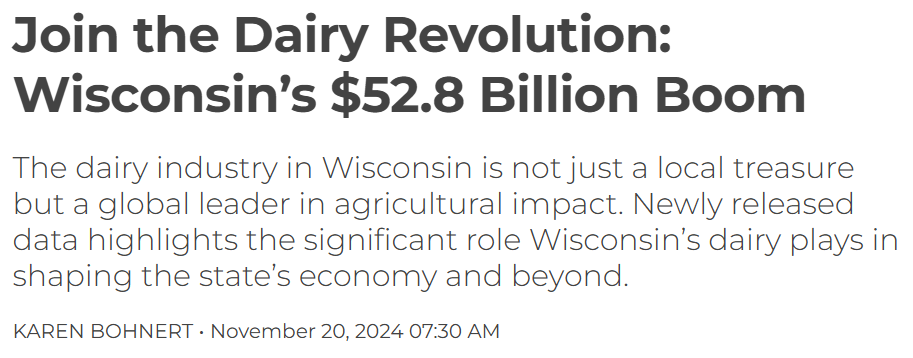 Join the Dairy Revolution:
Wisconsin’s $52.8 Billion Boom
The dairy industry in Wisconsin is not just a local treasure
but a global leader in agricultural impact. Newly released
data highlights the significant role Wisconsin’s dairy plays in
shaping the state’s economy and beyond.
KAREN BOHNERT • November 20, 2024 07:30 AM